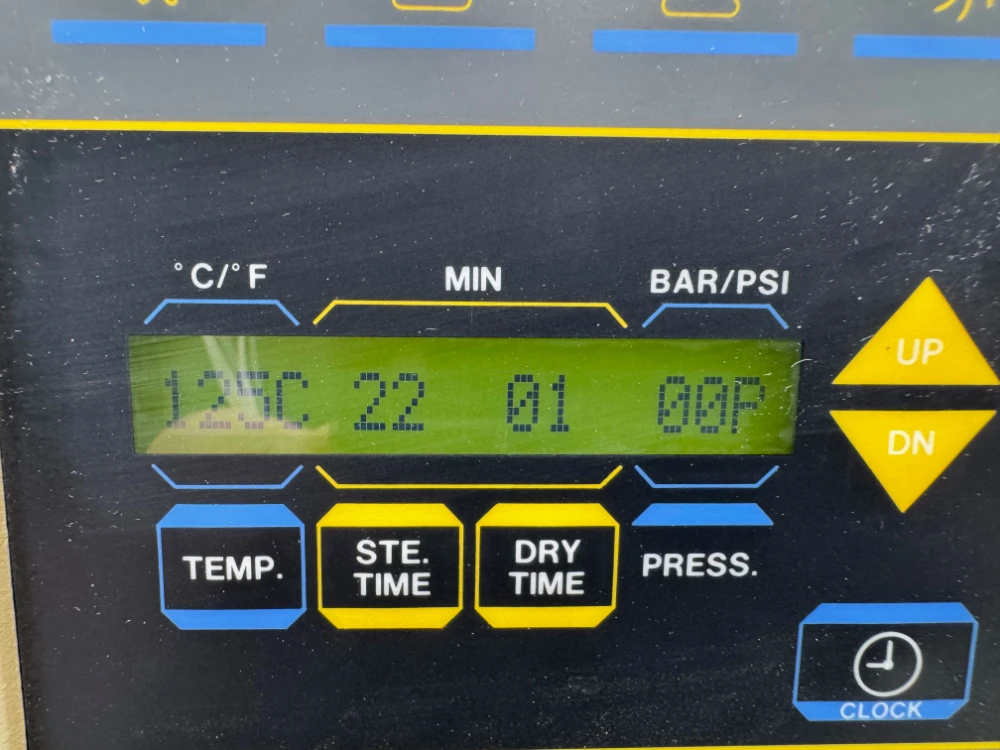 °C/°F MIN BAR/PSI
UP
125C 22 01 00P
DN
TEMP. STE. TIME DRY TIME PRESS.
CLOCK